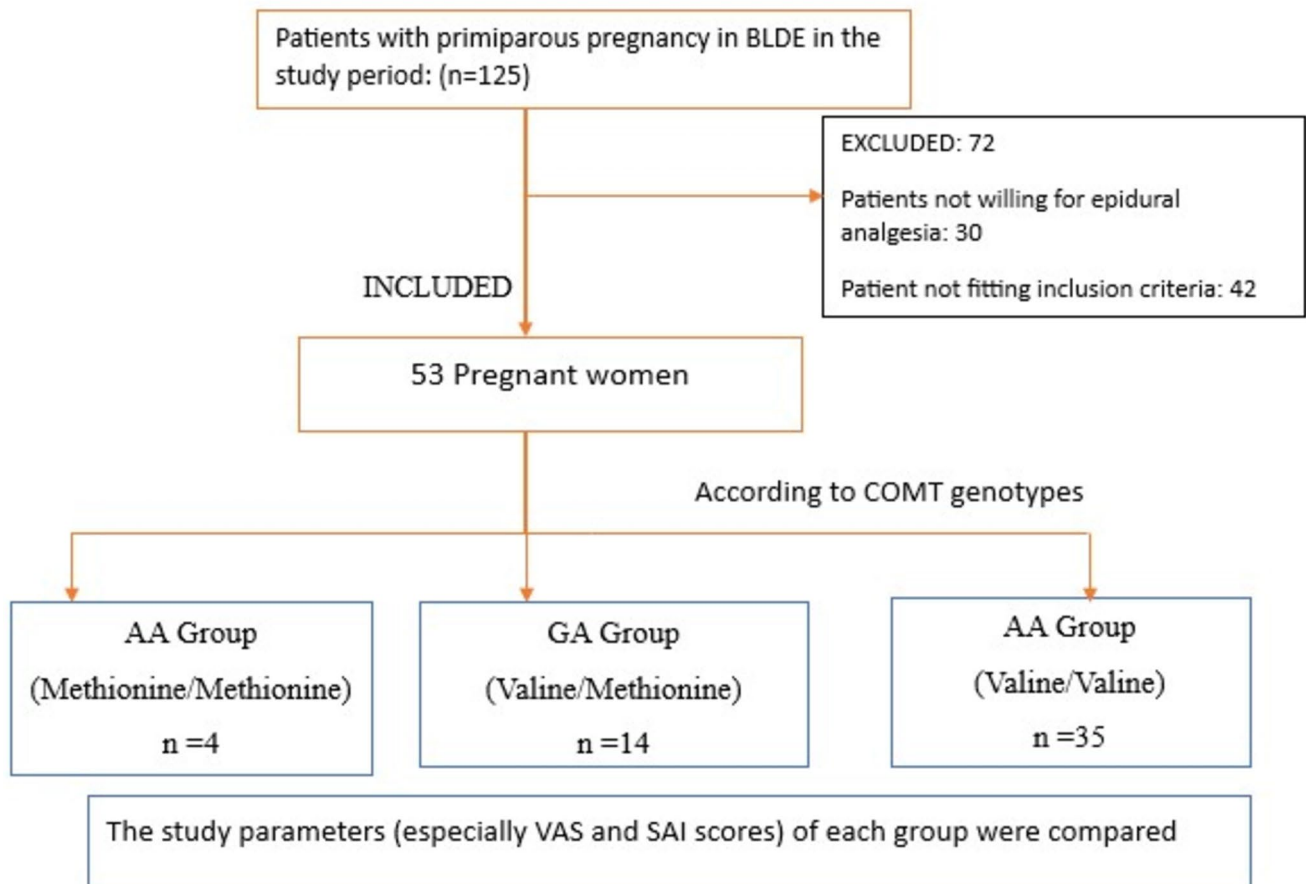 Patients with primiparous pregnancy in BLDE in the
study period: (n=125)
EXCLUDED: 72
Patients not willing for epidural
analgesia: 30
Patient not fitting inclusion criteria: 42
INCLUDED
53 Pregnant women
According to COMT genotypes
AA Group
(Methionine/Methionine)
n =4
GA Group
(Valine/Methionine)
n =14
AA Group
(Valine/Valine)
n =35
The study parameters (especially VAS and SAI scores) of each group were compared